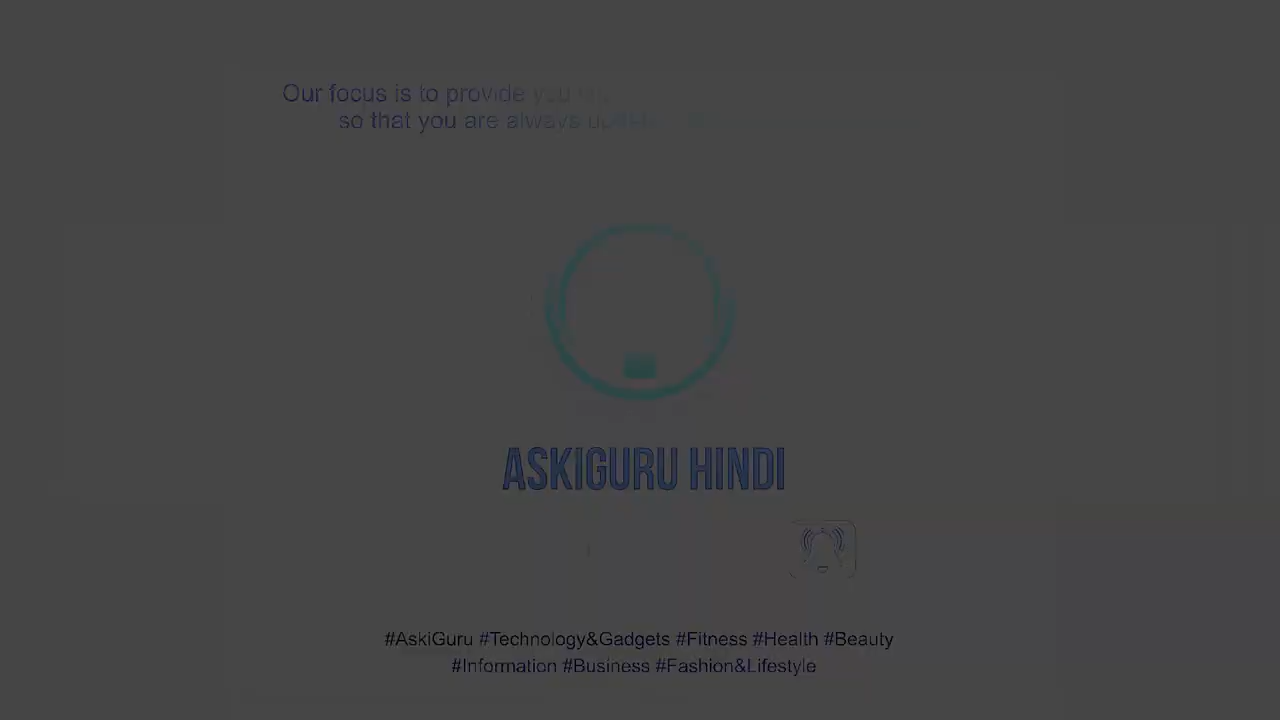 Our focus is to provide you
so that you are always
ASKIGURU HINDI
#AskiGuru #Technology&Gadgets #Fitness #Health #Beauty
#Information #Business #Fashion&Lifestyle